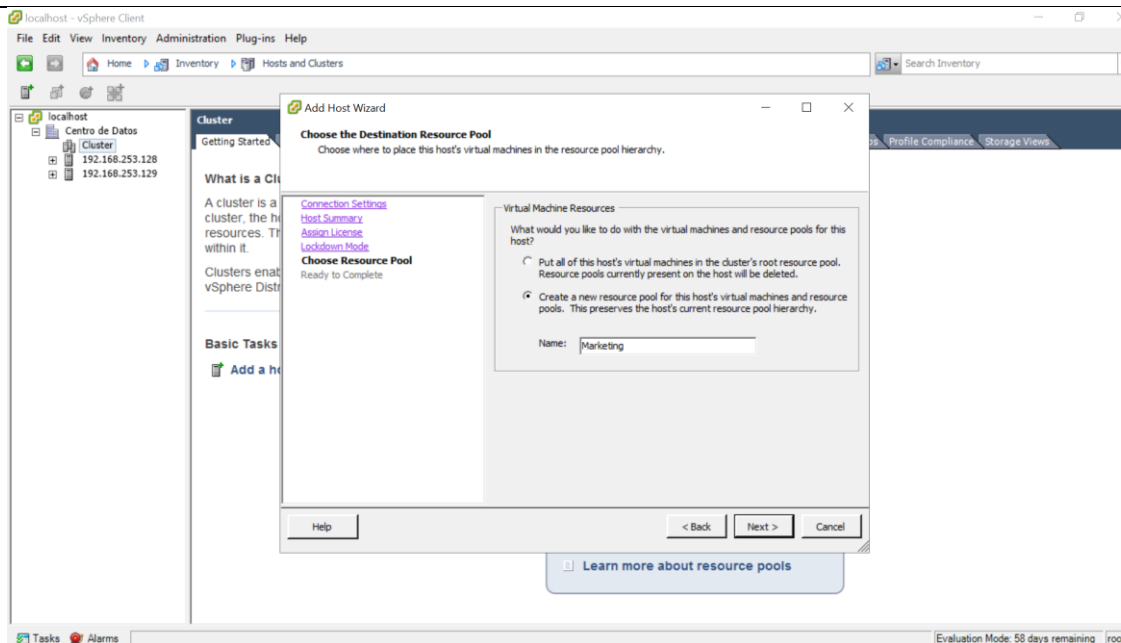 localhost - vSphere Client
File Edit View Inventory Administration Plug-ins Help
Home Inventory Hosts and Clusters
Search Inventory
localhost
Centro de Datos
Cluster
192.168.253.128
192.168.253.129
Cluster
Getting Started
Profile Compliance Storage Views
What is a
A cluster is a
cluster, the
resources.
within it.
Clusters
vSphere
Basic Tasks
Add a
Add Host Wizard
Choose the Destination Resource Pool
Choose where to place this host's virtual machines in the resource pool hierarchy.
Connection Settings
Host Summary
Assign License
Lockdown Mode
Choose Resource Pool
Ready to Complete
Virtual Machine Resources
What would you like to do with the virtual machines and resource pools for this
host?
Put all of this host's virtual machines in the cluster's root resource pool.
Resource pools currently present on the host will be deleted.
Create a new resource pool for this host's virtual machines and resource
pools. This preserves the host's current resource pool hierarchy.
Name: Marketing
Help
< Back Next > Cancel
Learn more about resource pools
Tasks Alarms
Evaluation Mode: 58 days remaining